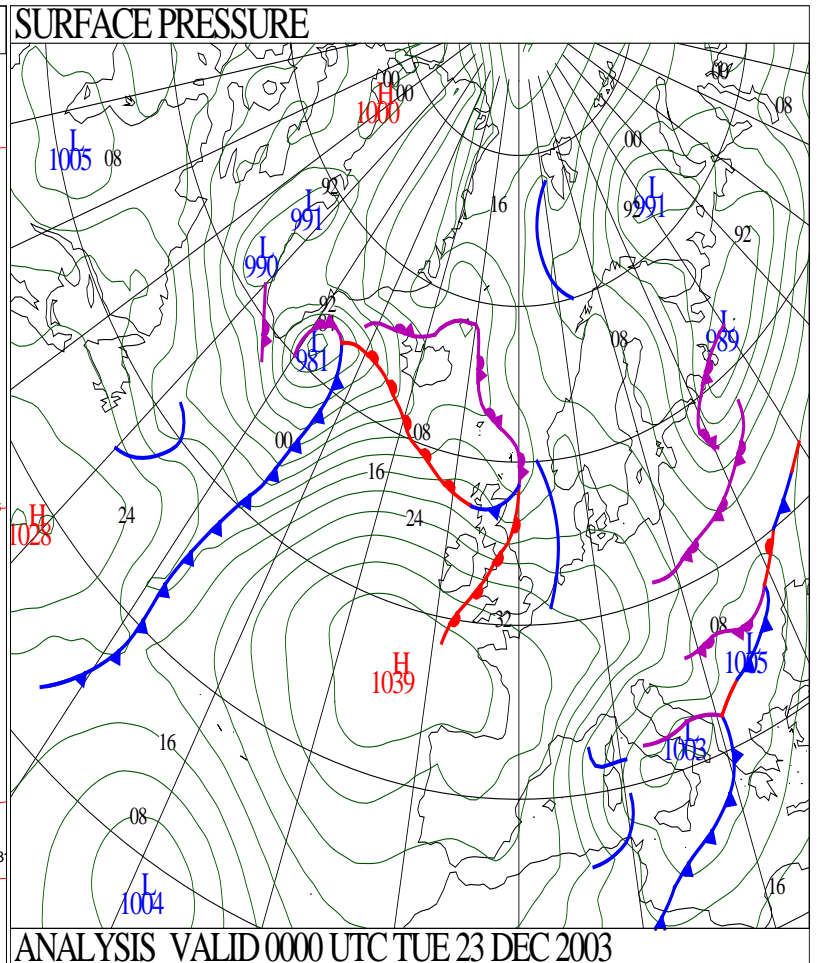 SURFACE PRESSURE
00
H
00
1000
00
08
L
1005
08
00
92
L
991
16
L
991
92
92
L
990
92
L
981
L
989
08
00
08
16
24
24
H
1028
32
08
L
1005
H
1039
L
1003
16
08
L
1004
16
ANALYSIS VALID 0000 UTC TUE 23 DEC 2003